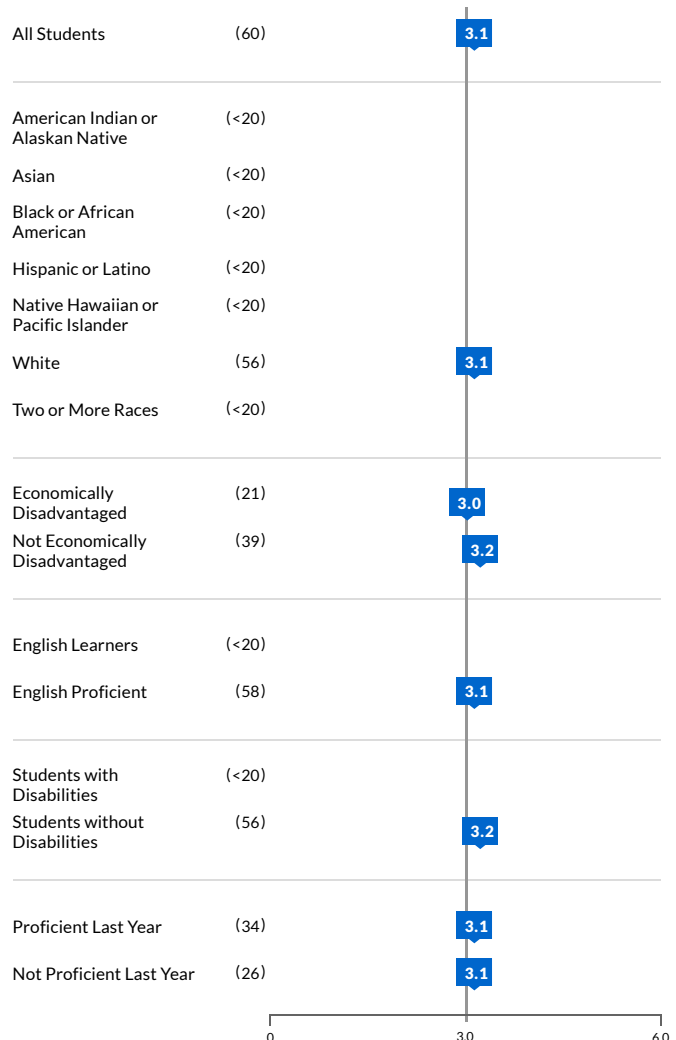 All Students (60) 3.1
American Indian or (<20)
Alaskan Native
Asian (<20)
Black or African (<20)
American
Hispanic or Latino (<20)
Native Hawaiian or (<20)
Pacific Islander
White (56) 3.1
Two or More Races (<20)
Economically (21) 3.0
Disadvantaged
Not Economically (39) 3.2
Disadvantaged
English Learners (<20)
English Proficient (58) 3.1
Students with (<20)
Disabilities
Students without (56) 3.2
Disabilities
Proficient Last Year (34) 3.1
Not Proficient Last Year (26) 3.1
0 3.0 6.0